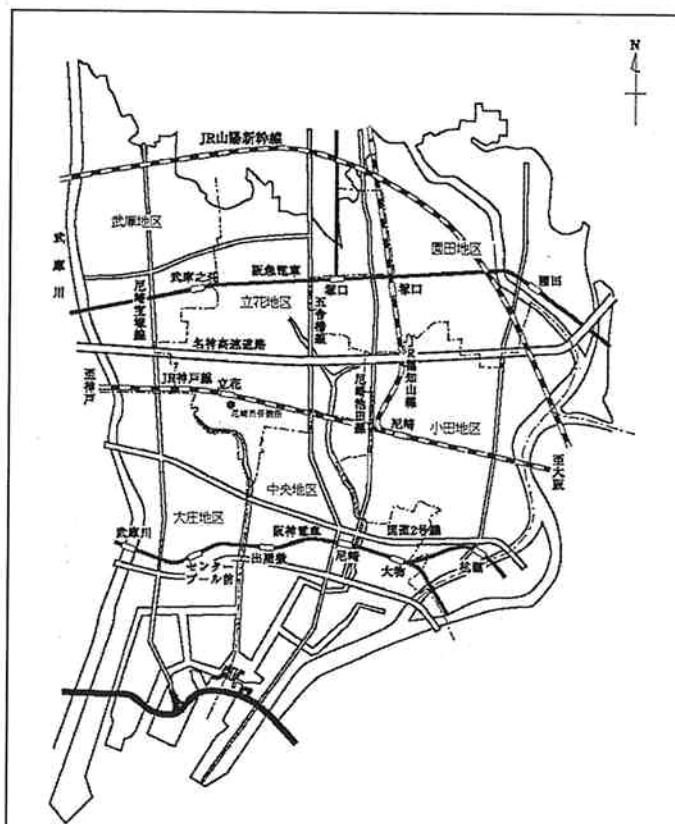 N
JR山陽新幹線
武庫地区
武庫川
園田地区
尼崎宝塚線
武庫之荘
阪急電車
塚口
塚口
園田
立花地区
五合橋線
名神高速道路
JR福知山線
至神戸
JR神戸線
立花
尼崎市役所
尼崎池田線
尼崎
小田地区
至大阪
中央地区
大庄地区
武庫川
阪神電車
国道2号線
センター
プール前
出屋敷
尼崎
大物
杭瀬